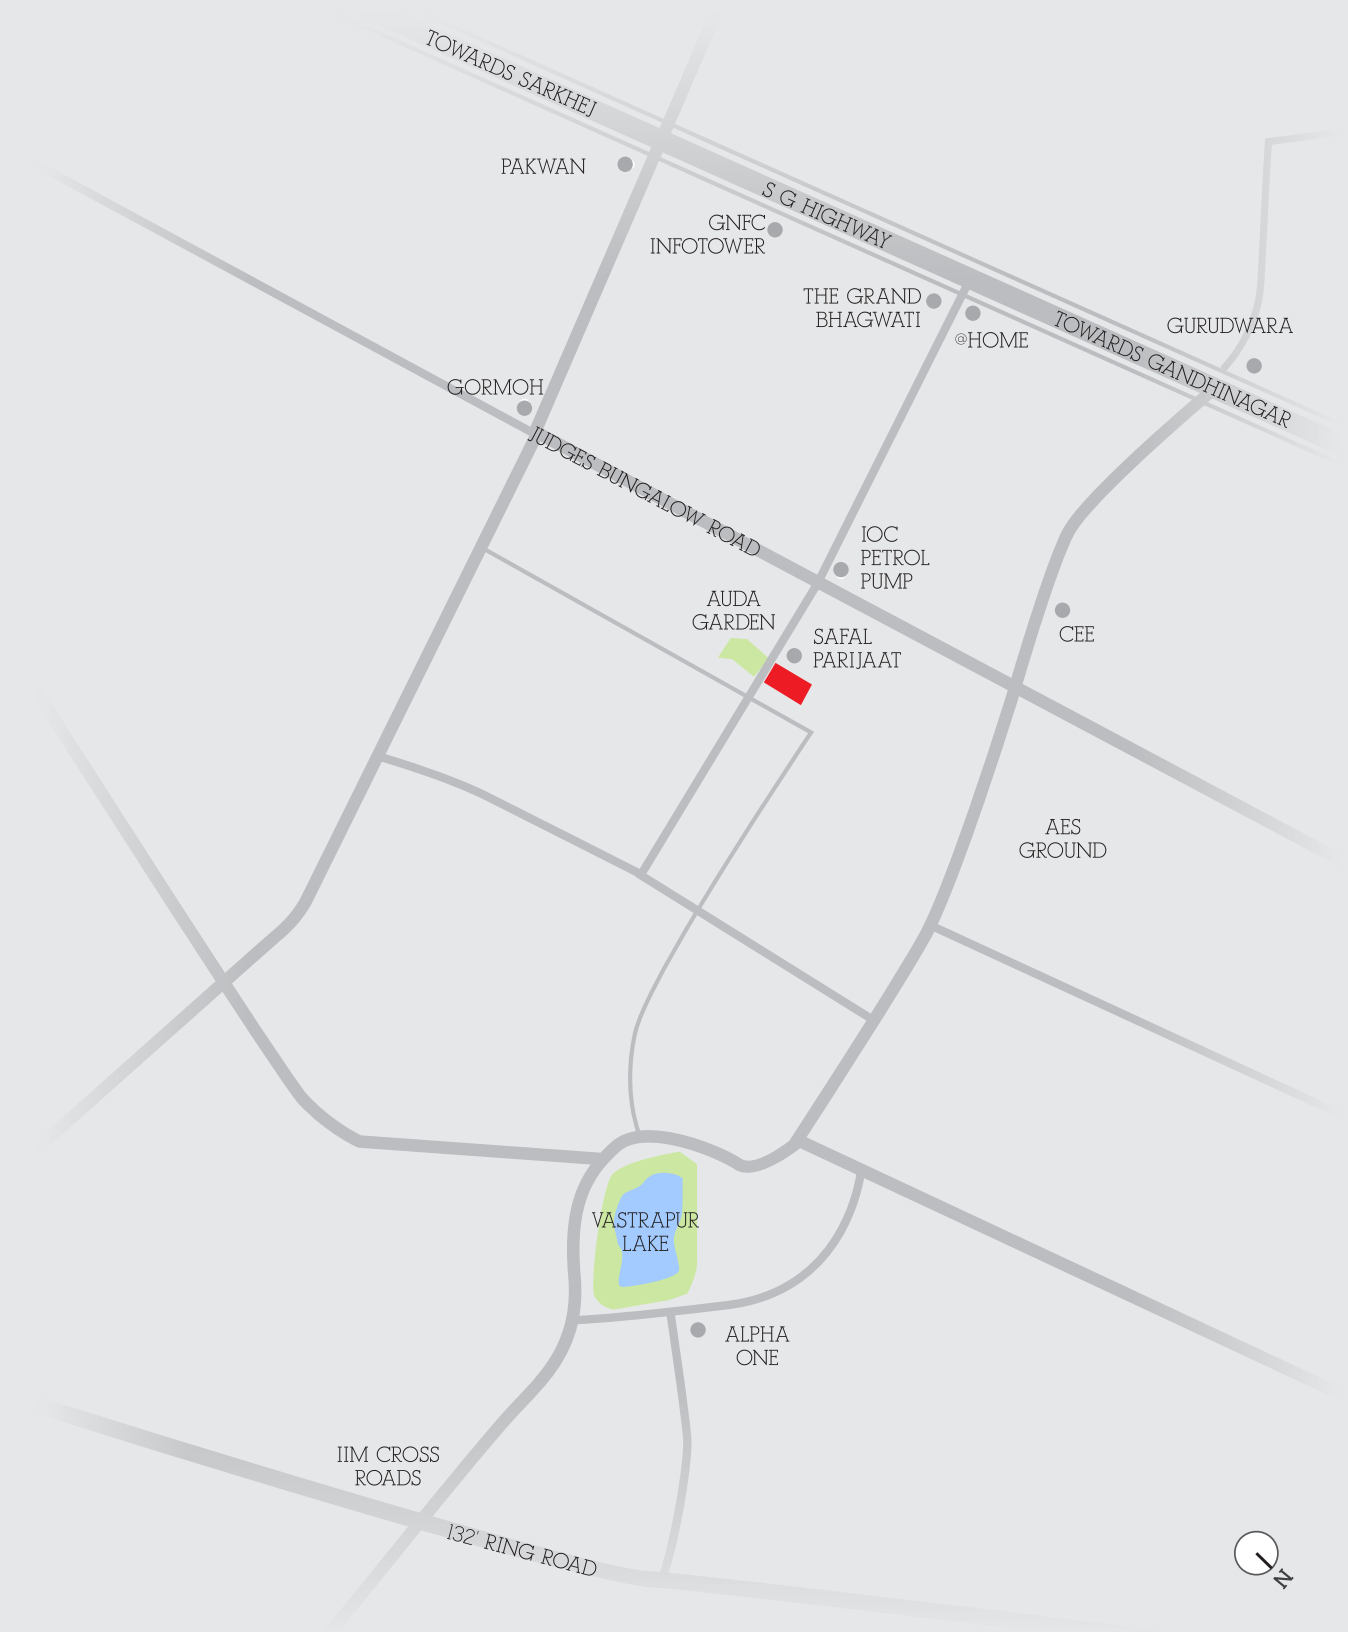 TOWARDS SARKHEJ
PAKWAN
S G HIGHWAY
GNFC
INFOTOWER
THE GRAND
BHAGWATI
@HOME
TOWARDS GANDHINAGAR
GURUDWARA
GORMOH
JUDGES BUNGALOW ROAD
IOC
PETROL
PUMP
AUDA
GARDEN
SAFAL
PARIJAAT
CEE
AES
GROUND
VASTRAPUR
LAKE
ALPHA
ONE
IIM CROSS
ROADS
132' RING ROAD
N